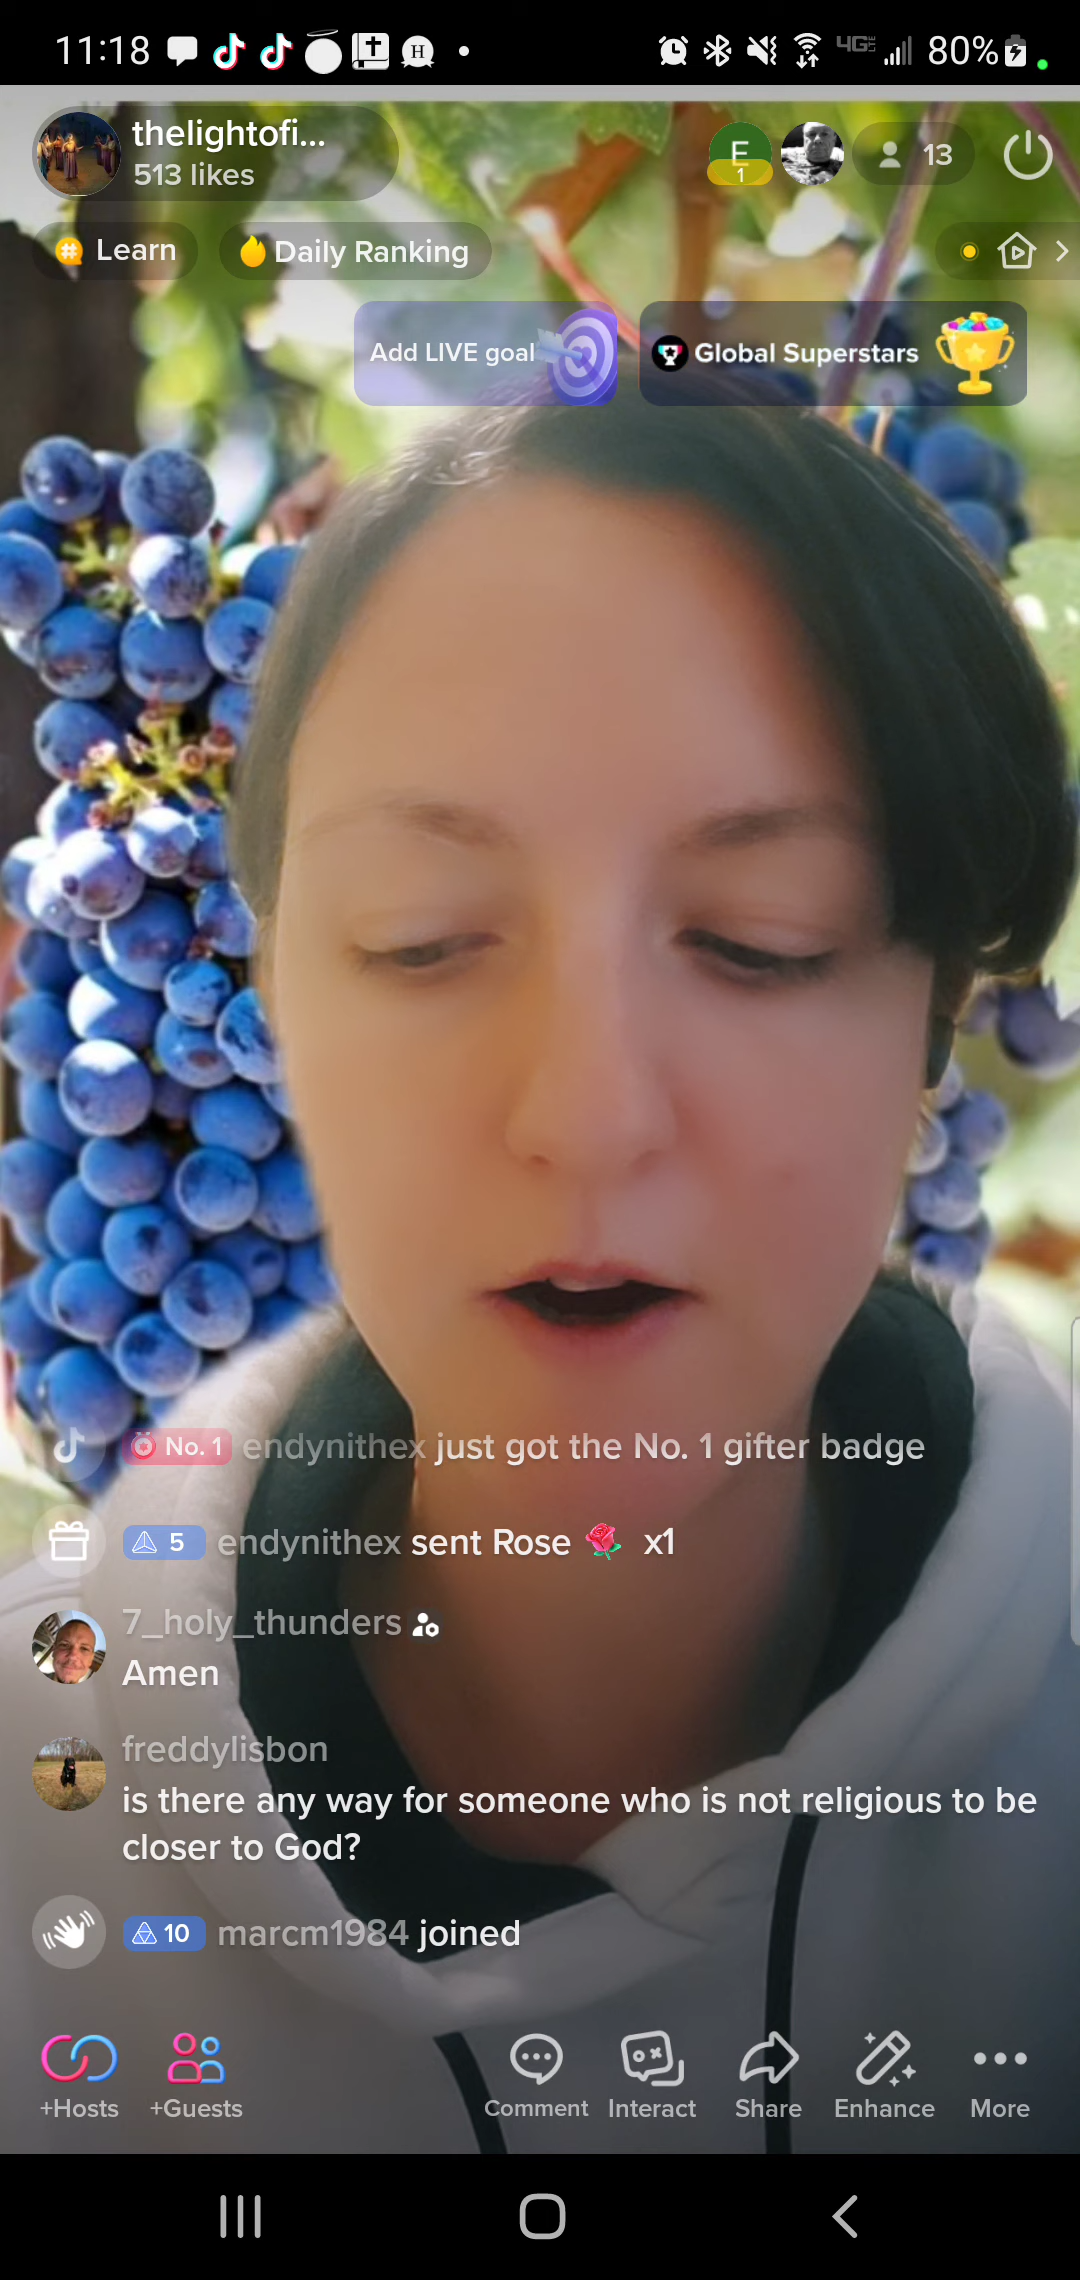 11:18
H
4G LTE
80%
thelightofi...
513 likes
E
1
13
Learn
Daily Ranking
Add LIVE goal
Global Superstars
No. 1 endynithex just got the No. 1 gifter badge
5 endynithex sent Rose x1
7_holy_thunders
Amen
freddylisbon
is there any way for someone who is not religious to be
closer to God?
10 marcm1984 joined
+Hosts
+Guests
Comment
Interact
Share
Enhance
More